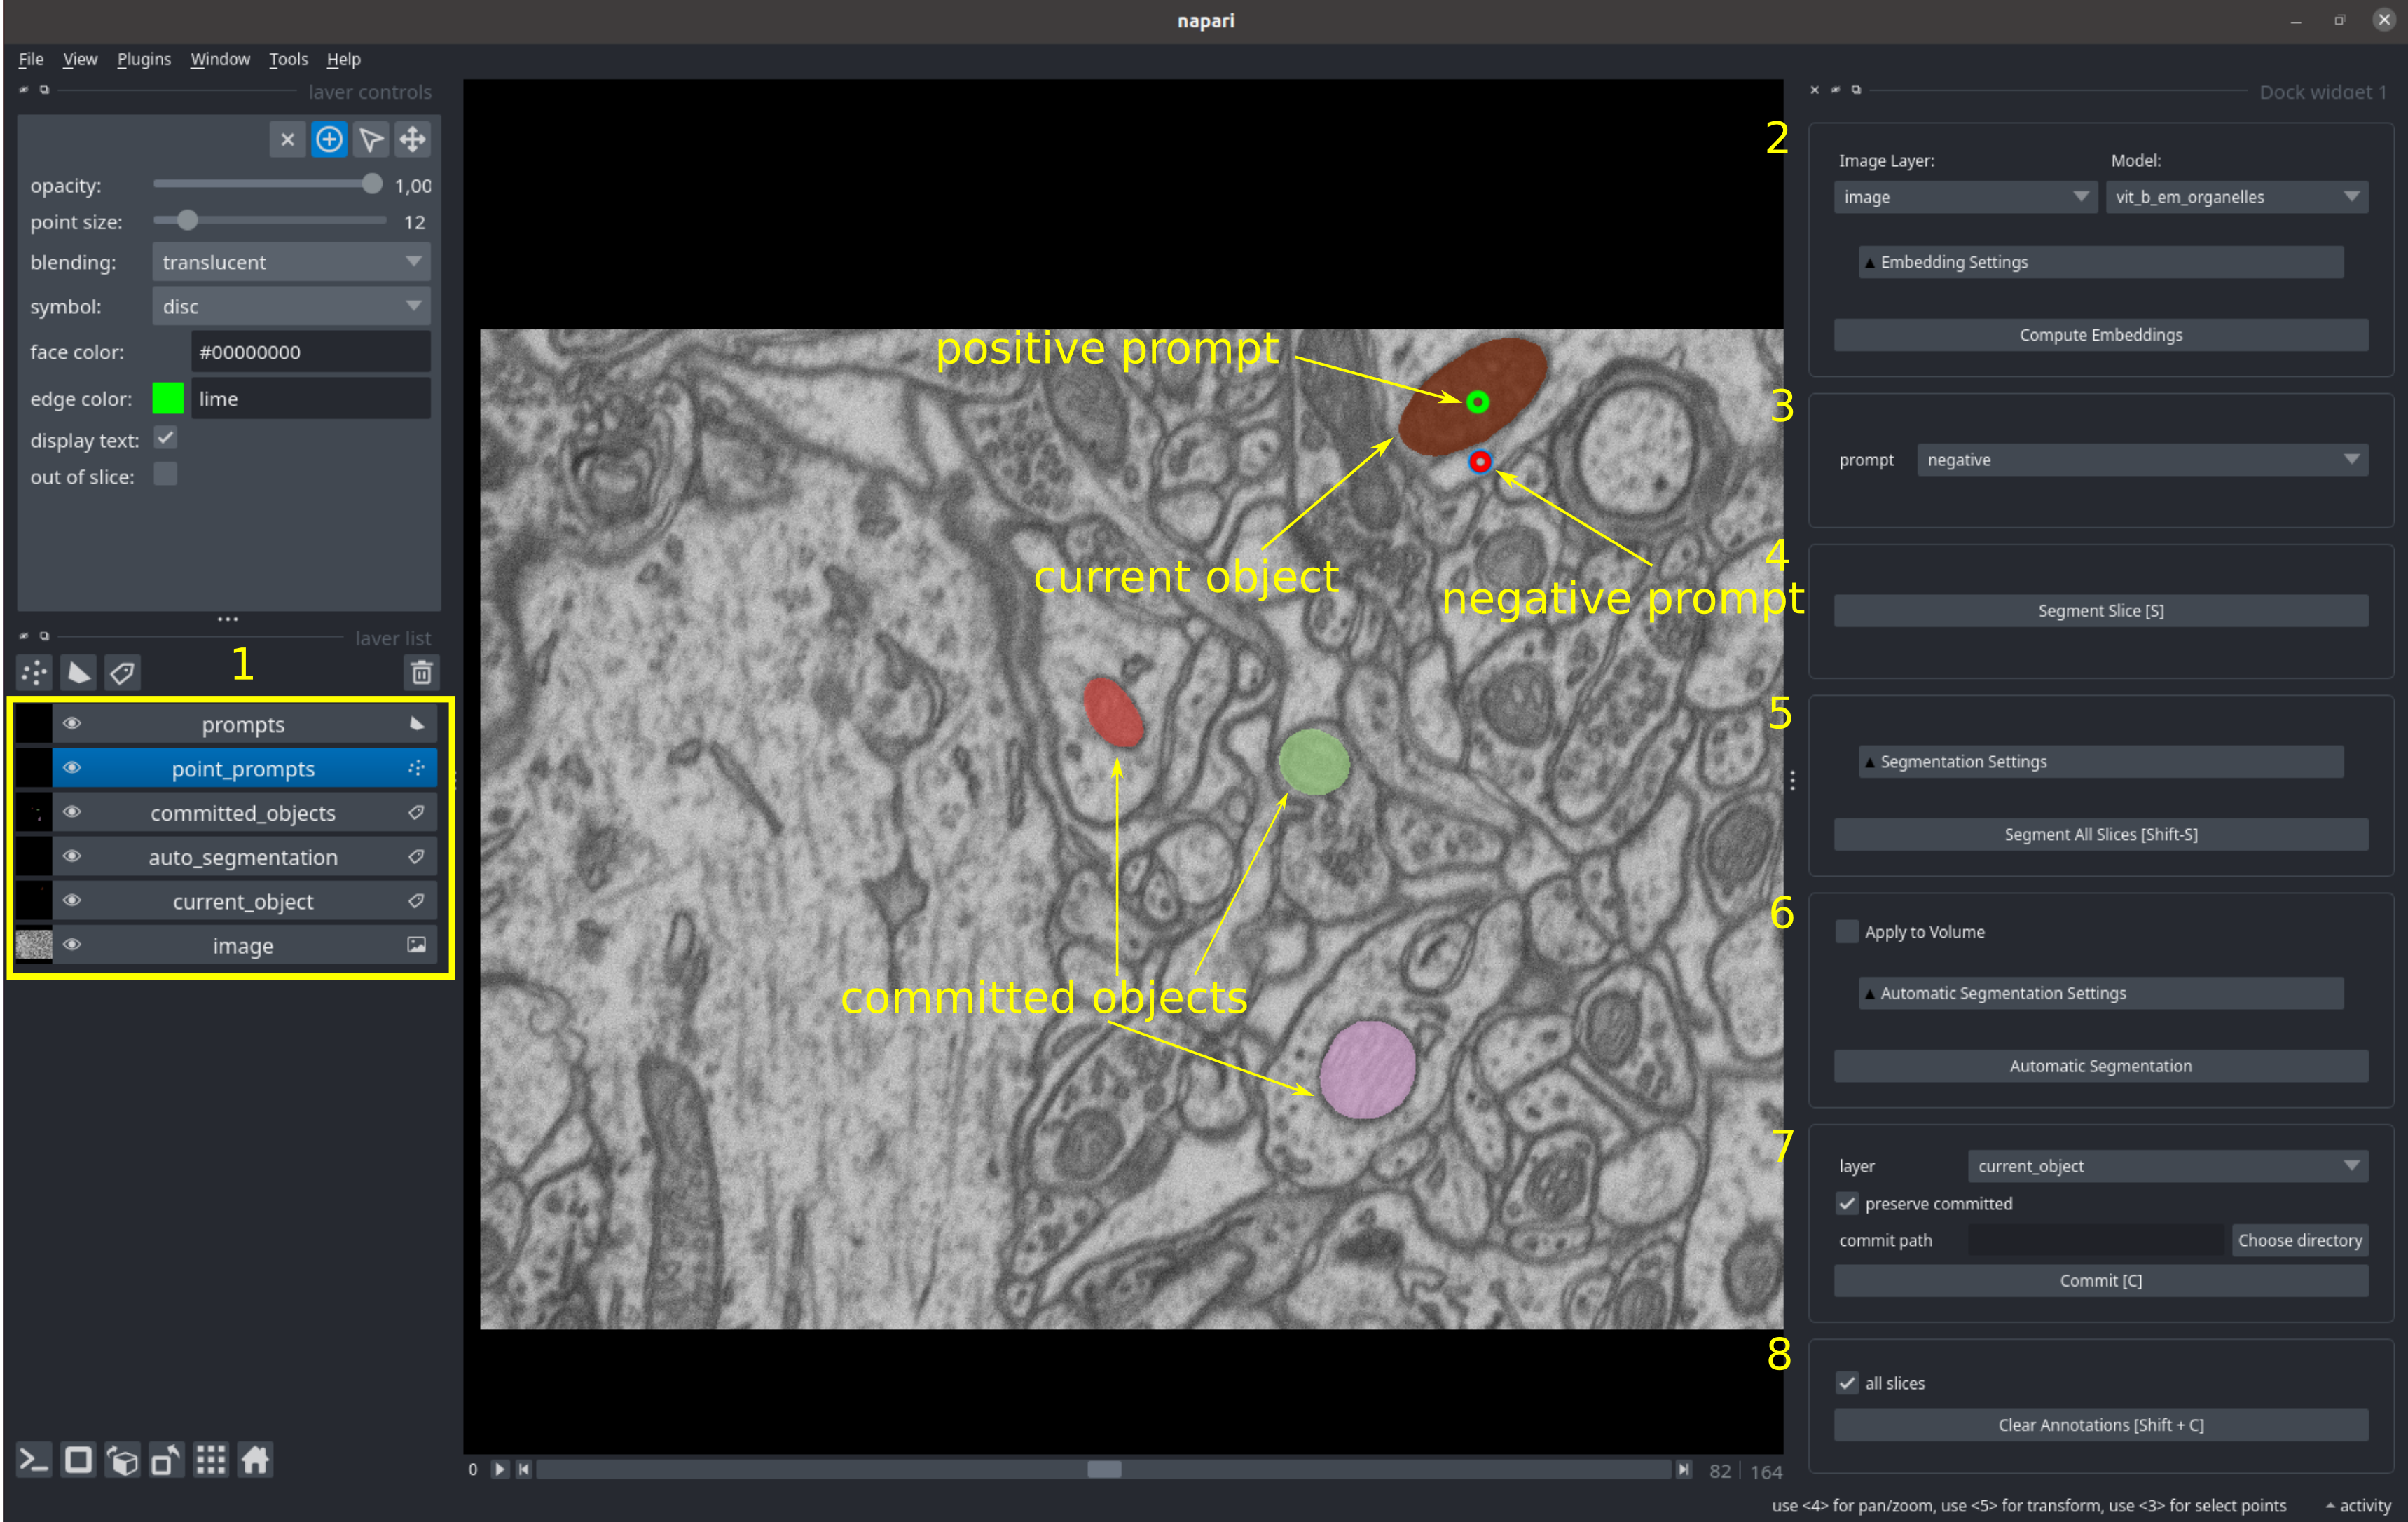 napari
File View Plugins Window Tools Help
layer controls
opacity: 1,00
point size: 12
blending: translucent
symbol: disc
face color: #00000000
edge color: lime
display text:
out of slice:
layer list
1
prompts
point_prompts
committed_objects
auto_segmentation
current_object
image
positive prompt
current object
negative prompt
committed objects
0 82 164
Dock widget 1
2
Image Layer: Model:
image vit_b_em_organelles
Embedding Settings
Compute Embeddings
3
prompt negative
4
Segment Slice [S]
5
Segmentation Settings
Segment All Slices [Shift-S]
6
Apply to Volume
Automatic Segmentation Settings
Automatic Segmentation
7
layer current_object
preserve committed
commit path Choose directory
Commit [C]
8
all slices
Clear Annotations [Shift + C]
use <4> for pan/zoom, use <5> for transform, use <3> for select points activity